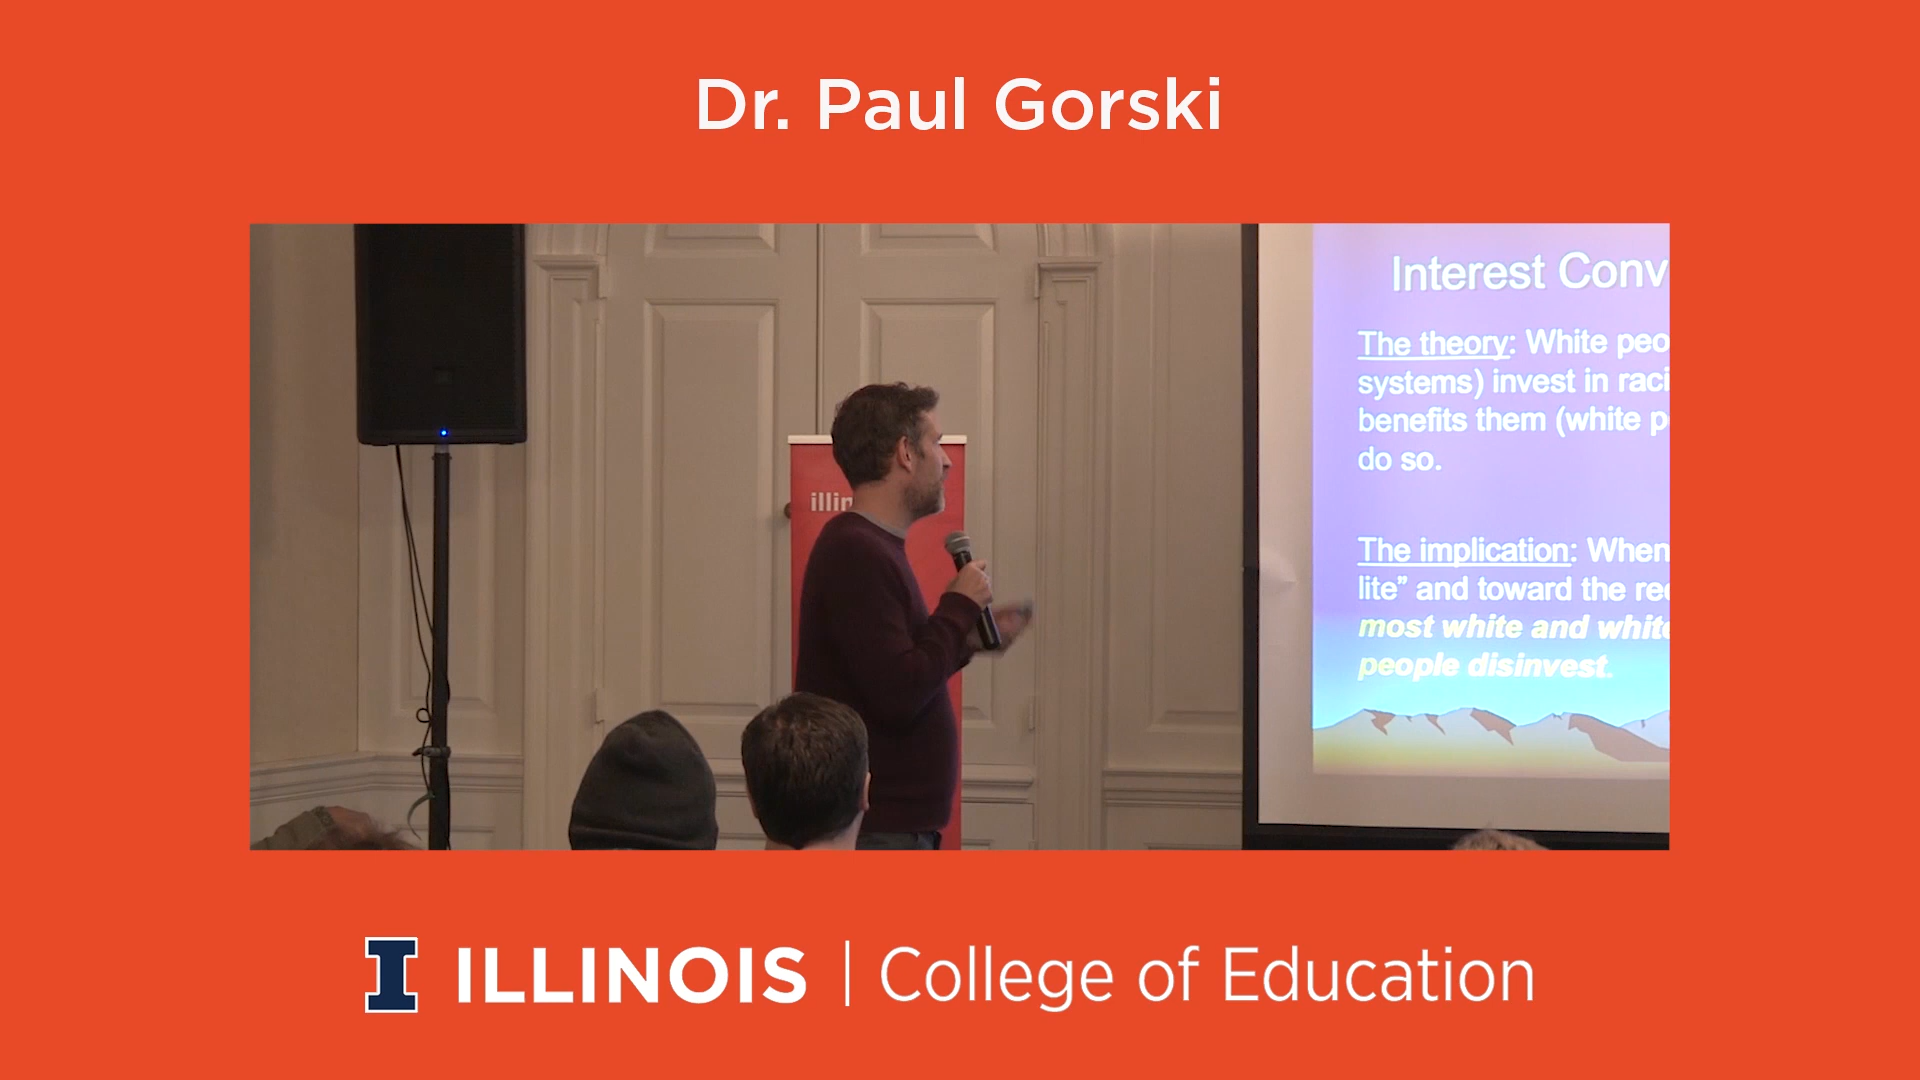 Dr. Paul Gorski
Interest Conv
The theory: White peo
systems) invest in raci
benefits them (white p
do so.
The implication: When
lite” and toward the re
most white and white
people disinvest.
illin
I ILLINOIS | College of Education